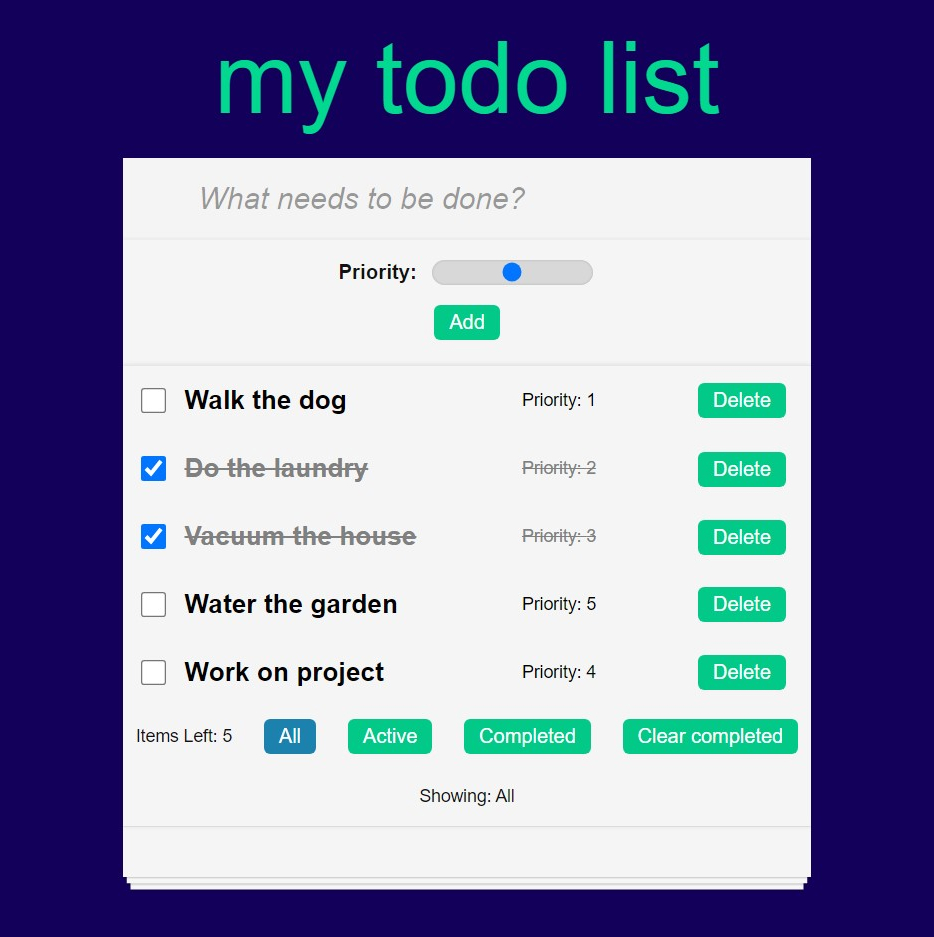 my todo list
What needs to be done?
Priority:
Add
Walk the dog Priority: 1 Delete
Do the laundry Priority: 2 Delete
Vacuum the house Priority: 3 Delete
Water the garden Priority: 5 Delete
Work on project Priority: 4 Delete
Items Left: 5 All Active Completed Clear completed
Showing: All